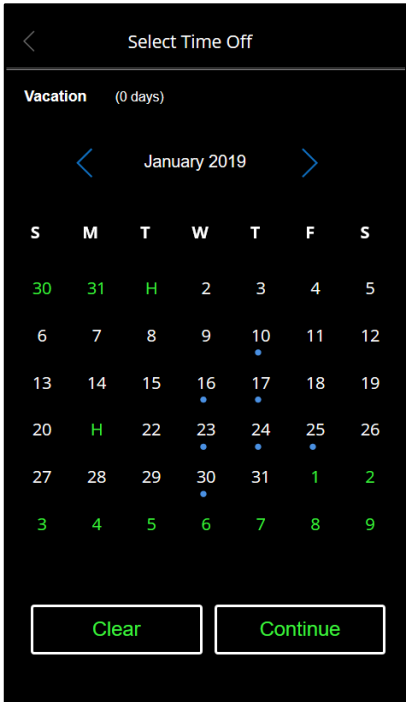 Select Time Off
Vacation (0 days)
January 2019
S M T W T F S
30 31 H 2 3 4 5
6 7 8 9 10 11 12
13 14 15 16 17 18 19
20 H 22 23 24 25 26
27 28 29 30 31 1 2
3 4 5 6 7 8 9
Clear Continue